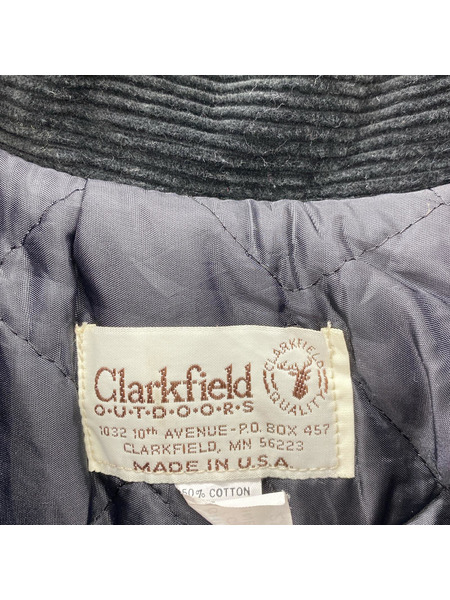 Clarkfield
OUTDOORS
CLARKFIELD
QUALITY
1032 10th AVENUE-P.O. BOX 457
CLARKFIELD, MN 56223
MADE IN U.S.A.
50% COTTON